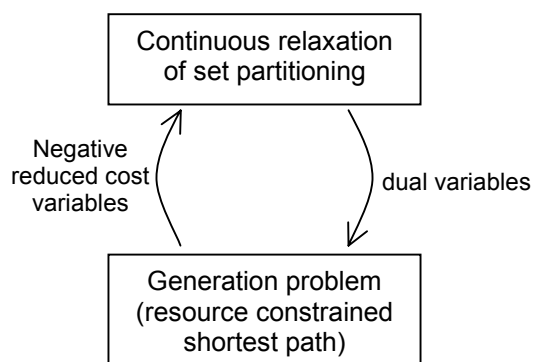 Continuous relaxation
of set partitioning
Negative
reduced cost
variables
dual variables
Generation problem
(resource constrained
shortest path)